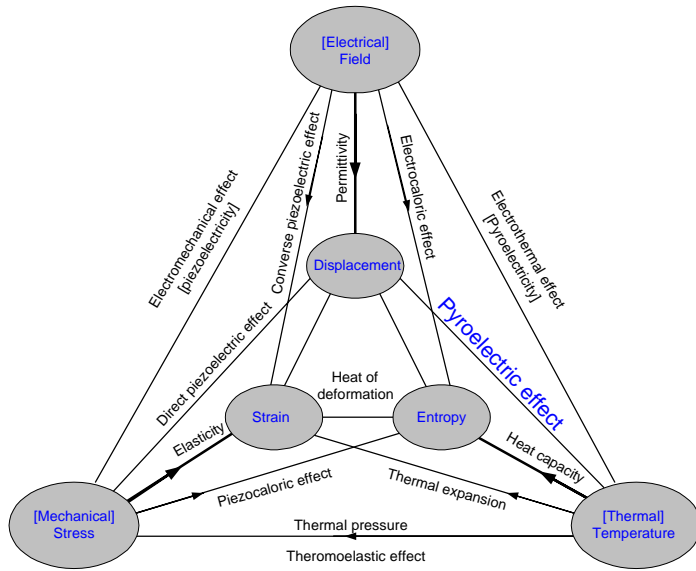 [Electrical]
Field
Electromechanical effect
[piezoelectricity]
Converse piezoelectric effect
Permittivity
Electrocaloric effect
Electrothermal effect
[Pyroelectricity]
Displacement
Direct piezoelectric effect
Pyroelectric effect
Heat of
deformation
Strain
Entropy
Elasticity
Heat capacity
Piezocaloric effect
Thermal expansion
[Mechanical]
Stress
Thermal pressure
Theromoelastic effect
[Thermal]
Temperature